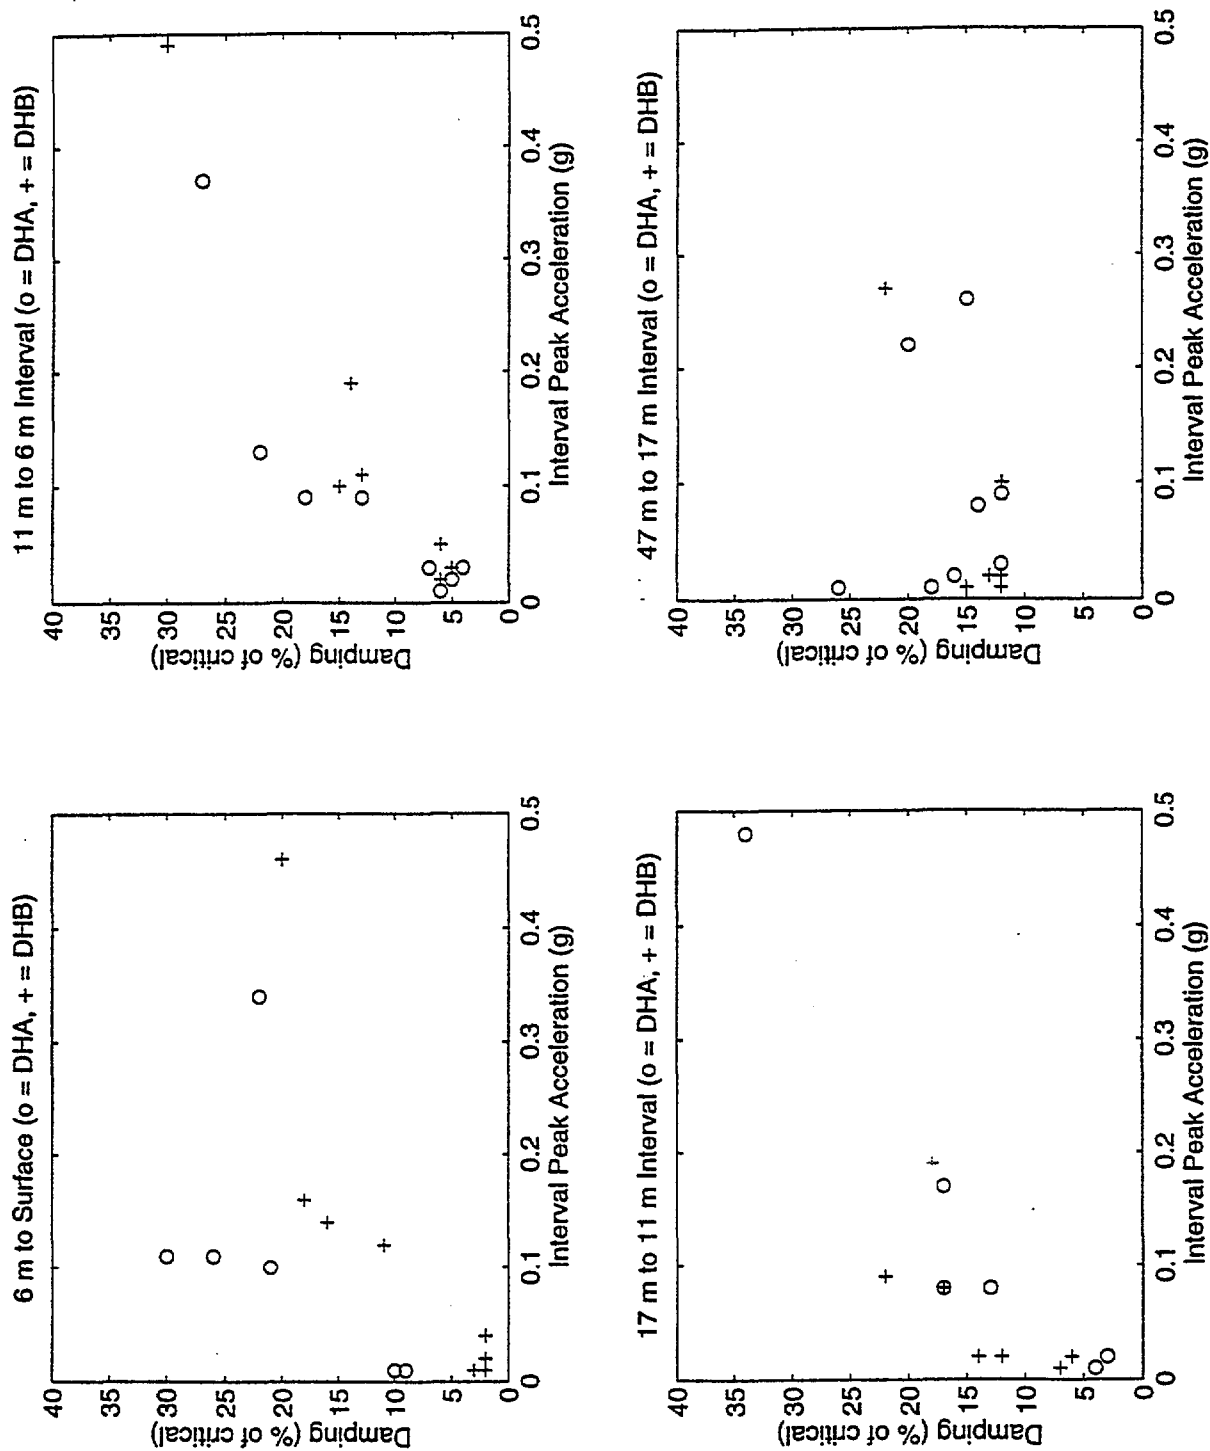 6 m to Surface (o = DHA, + = DHB)
Damping (% of critical)
40
35
30
25
20
15
10
5
0
0 0.1 0.2 0.3 0.4 0.5
Interval Peak Acceleration (g)
11 m to 6 m Interval (o = DHA, + = DHB)
Damping (% of critical)
40
35
30
25
20
15
10
5
0
0 0.1 0.2 0.3 0.4 0.5
Interval Peak Acceleration (g)
17 m to 11 m Interval (o = DHA, + = DHB)
Damping (% of critical)
40
35
30
25
20
15
10
5
0
0 0.1 0.2 0.3 0.4 0.5
Interval Peak Acceleration (g)
47 m to 17 m Interval (o = DHA, + = DHB)
Damping (% of critical)
40
35
30
25
20
15
10
5
0
0 0.1 0.2 0.3 0.4 0.5
Interval Peak Acceleration (g)